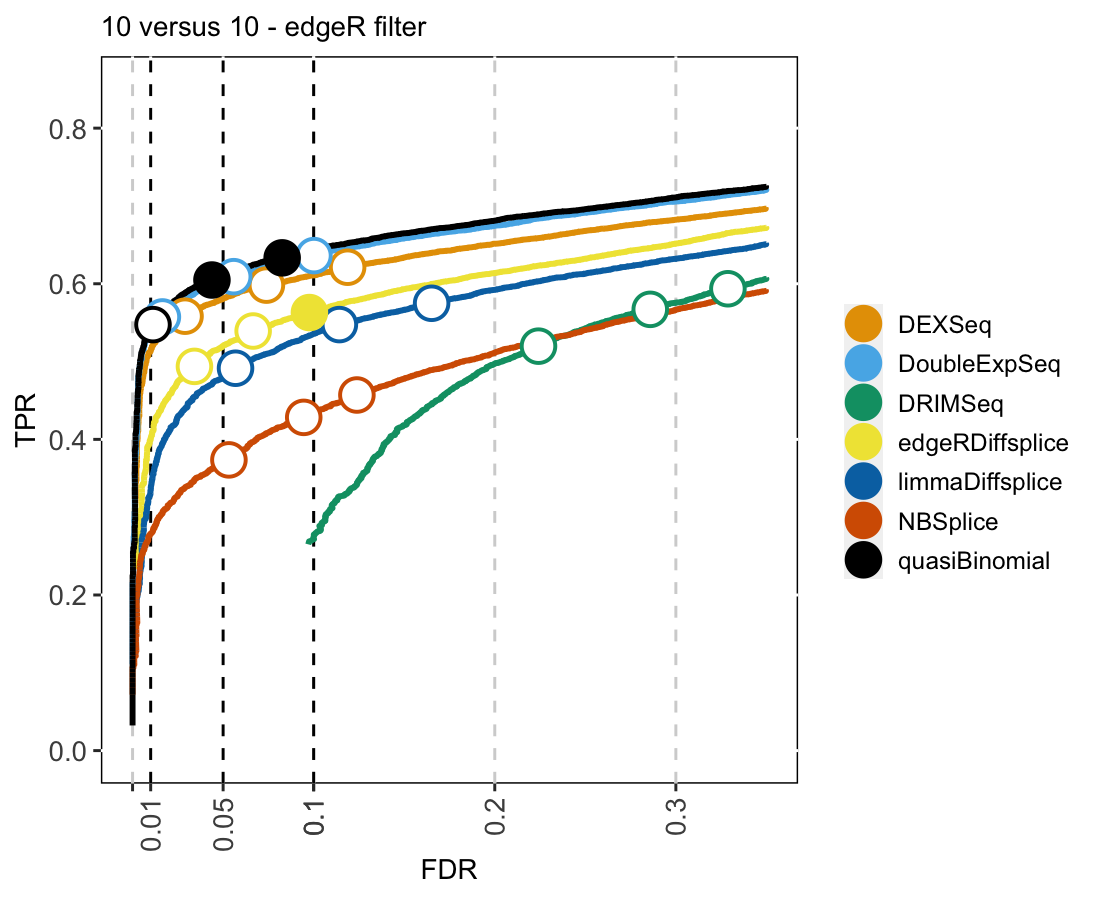 10 versus 10 - edgeR filter
TPR
0.8
0.6
0.4
0.2
0.0
0.01
0.05
0.1
0.2
0.3
FDR
DEXSeq
DoubleExpSeq
DRIMSeq
edgeRDiffsplice
limmaDiffsplice
NBSplice
quasiBinomial